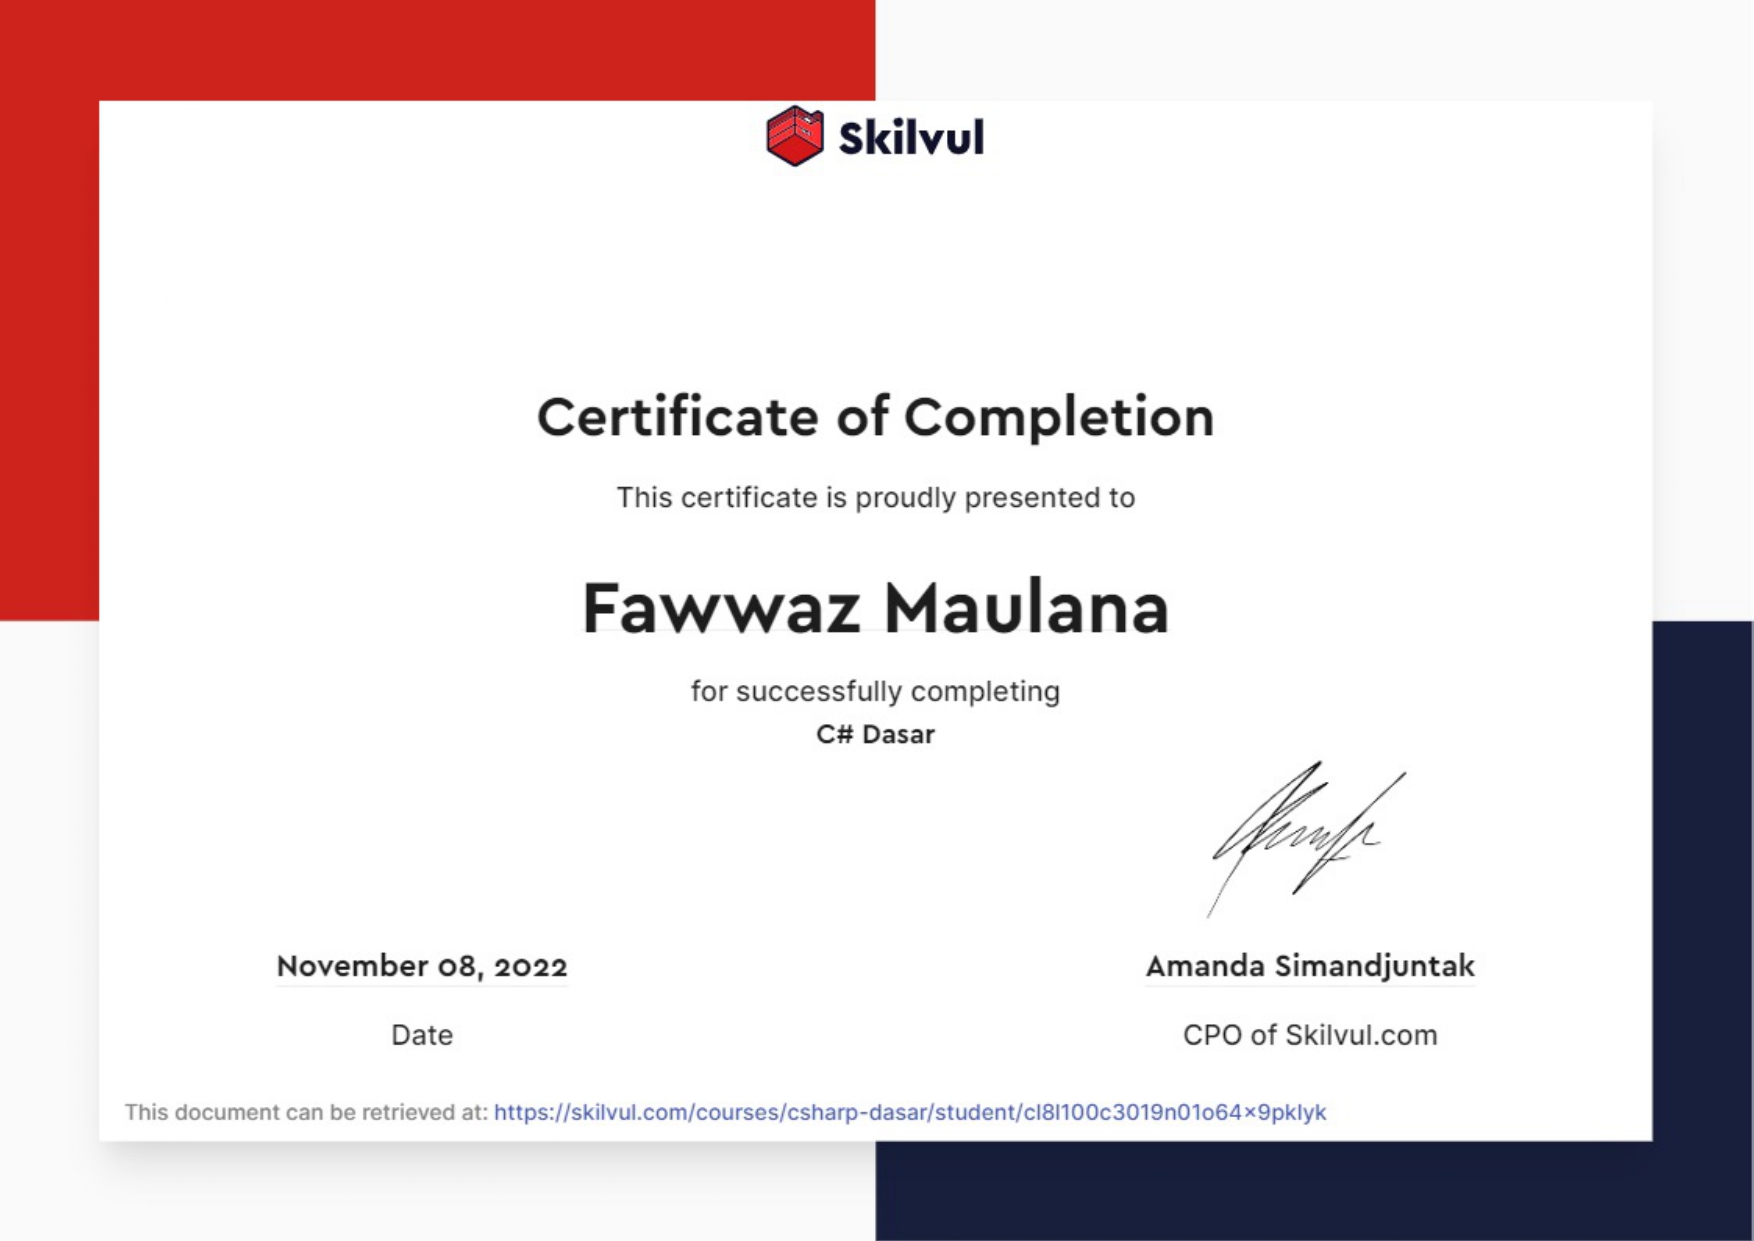 Skilvul
Certificate of Completion
This certificate is proudly presented to
Fawwaz Maulana
for successfully completing
C# Dasar
November 08, 2022
Date
Amanda Simandjuntak
CPO of Skilvul.com
This document can be retrieved at: https://skilvul.com/courses/csharp-dasar/student/cl8l100c3019n01o64x9pklyk